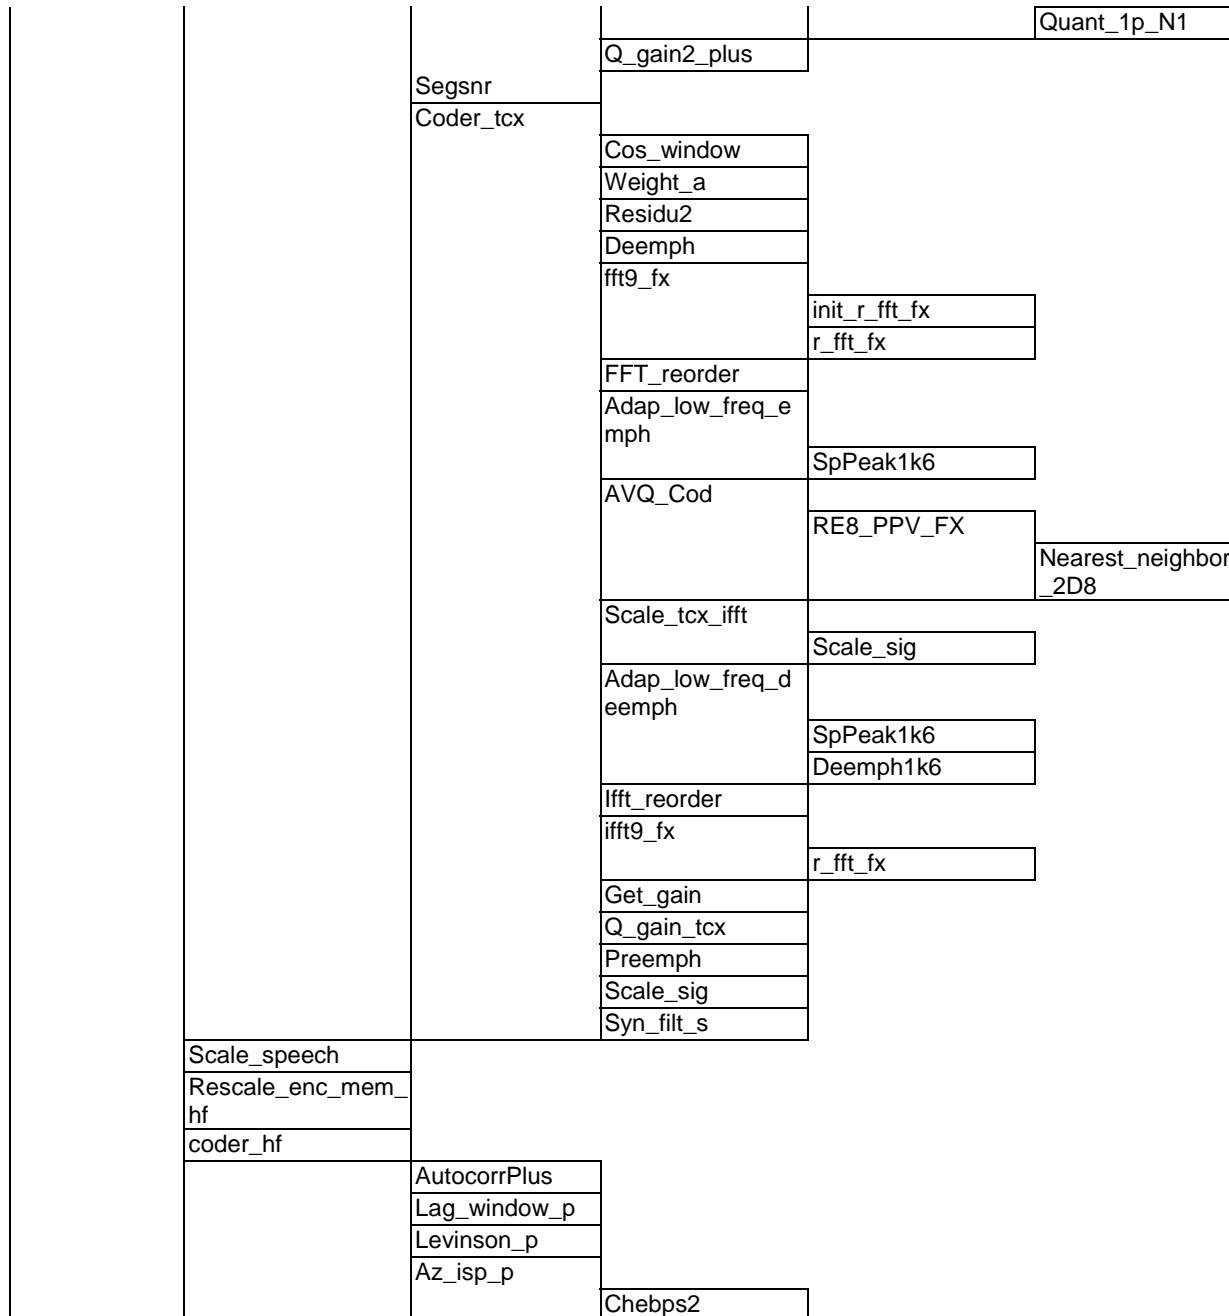 Quant_1p_N1
Q_gain2_plus
Segsnr
Coder_tcx
Cos_window
Weight_a
Residu2
Deemph
fft9_fx
init_r_fft_fx
r_fft_fx
FFT_reorder
Adap_low_freq_e
mph
SpPeak1k6
AVQ_Cod
RE8_PPV_FX
Nearest_neighbor
_2D8
Scale_tcx_ifft
Scale_sig
Adap_low_freq_d
eemph
SpPeak1k6
Deemph1k6
Ifft_reorder
ifft9_fx
r_fft_fx
Get_gain
Q_gain_tcx
Preemph
Scale_sig
Syn_filt_s
Scale_speech
Rescale_enc_mem_
hf
coder_hf
AutocorrPlus
Lag_window_p
Levinson_p
Az_isp_p
Chebps2